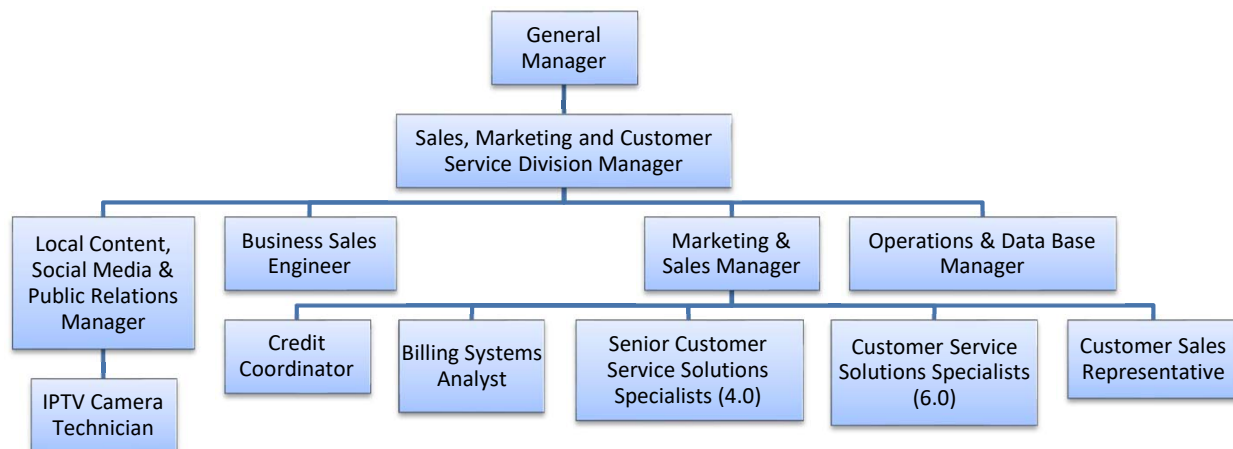 General
Manager
Sales, Marketing and Customer
Service Division Manager
Local Content,
Social Media &
Public Relations
Manager
Business Sales
Engineer
Marketing &
Sales Manager
Operations & Data Base
Manager
IPTV Camera
Technician
Credit
Coordinator
Billing Systems
Analyst
Senior Customer
Service Solutions
Specialists (4.0)
Customer Service
Solutions Specialists
(6.0)
Customer Sales
Representative